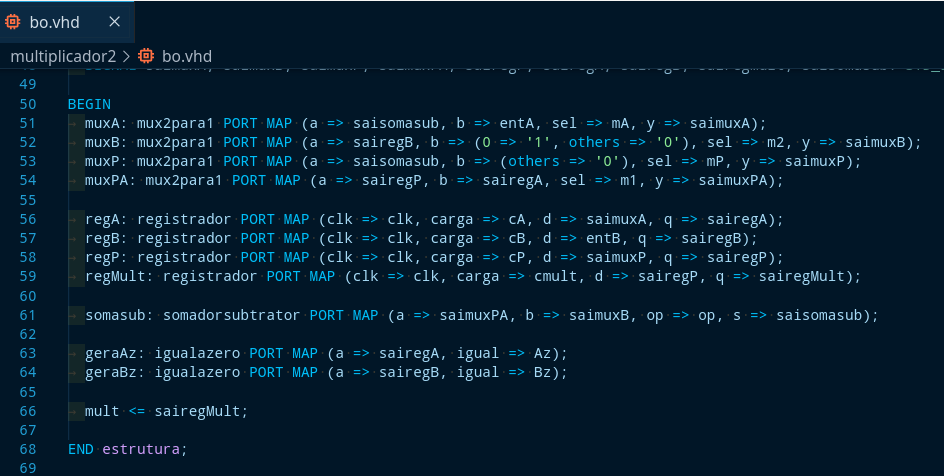 bo.vhd
multiplicador2 > bo.vhd
49
50 BEGIN
51 muxA: mux2para1 PORT MAP (a => saisomasub, b => entA, sel => mA, y => saimuxA);
52 muxB: mux2para1 PORT MAP (a => sairegB, b => (0 => '1', others => '0'), sel => m2, y => saimuxB);
53 muxP: mux2para1 PORT MAP (a => saisomasub, b => (others => '0'), sel => mP, y => saimuxP);
54 muxPA: mux2para1 PORT MAP (a => sairegP, b => sairegA, sel => m1, y => saimuxPA);
55
56 regA: registrador PORT MAP (clk => clk, carga => cA, d => saimuxA, q => sairegA);
57 regB: registrador PORT MAP (clk => clk, carga => cB, d => entB, q => sairegB);
58 regP: registrador PORT MAP (clk => clk, carga => cP, d => saimuxP, q => sairegP);
59 regMult: registrador PORT MAP (clk => clk, carga => cmult, d => sairegP, q => sairegMult);
60
61 somasub: somadorsubtrator PORT MAP (a => saimuxPA, b => saimuxB, op => op, s => saisomasub);
62
63 geraAz: igualazero PORT MAP (a => sairegA, igual => Az);
64 geraBz: igualazero PORT MAP (a => sairegB, igual => Bz);
65
66 mult <= sairegMult;
67
68 END estrutura;
69